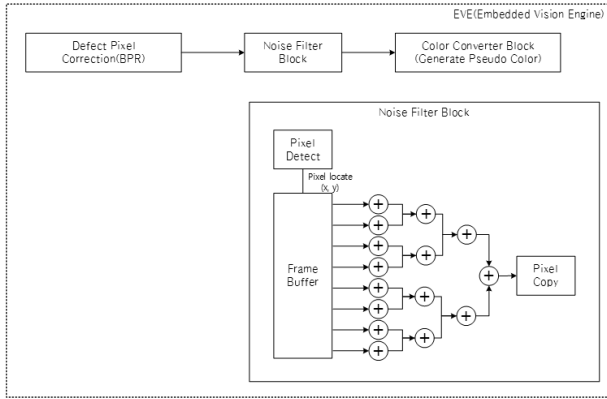 EVE(Embedded Vision Engine)
Defect Pixel
Correction(BPR)
Noise Filter
Block
Color Converter Block
(Generate Pseudo Color)
Noise Filter Block
Pixel
Detect
Pixel locate
(x, y)
Frame
Buffer
Pixel
Copy